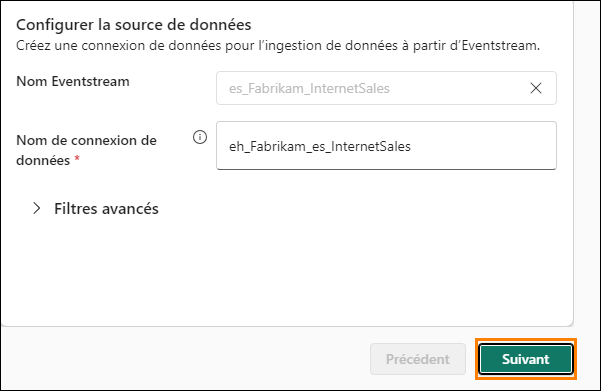 Configurer la source de données
Créez une connexion de données pour l’ingestion de données à partir d’Eventstream.
Nom Eventstream
es_Fabrikam_InternetSales
Nom de connexion de
données *
eh_Fabrikam_es_InternetSales
Filtres avancés
Précédent
Suivant